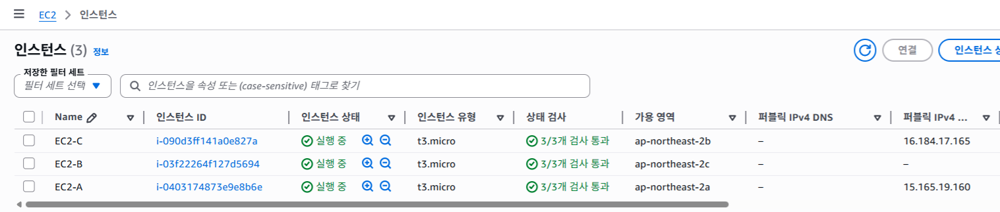 EC2 > 인스턴스
인스턴스 (3) 정보
연결
인스턴스 상
저장한 필터 세트
필터 세트 선택
인스턴스을 속성 또는 (case-sensitive) 태그로 찾기
Name 인스턴스 ID 인스턴스 상태 인스턴스 유형 상태 검사 가용 영역 퍼블릭 IPv4 DNS 퍼블릭 IPv4 ...
EC2-C i-090d3ff141a0e827a 실행 중 t3.micro 3/3개 검사 통과 ap-northeast-2b – 16.184.17.165
EC2-B i-03f22264f127d5694 실행 중 t3.micro 3/3개 검사 통과 ap-northeast-2c – –
EC2-A i-0403174873e9e8b6e 실행 중 t3.micro 3/3개 검사 통과 ap-northeast-2a – 15.165.19.160